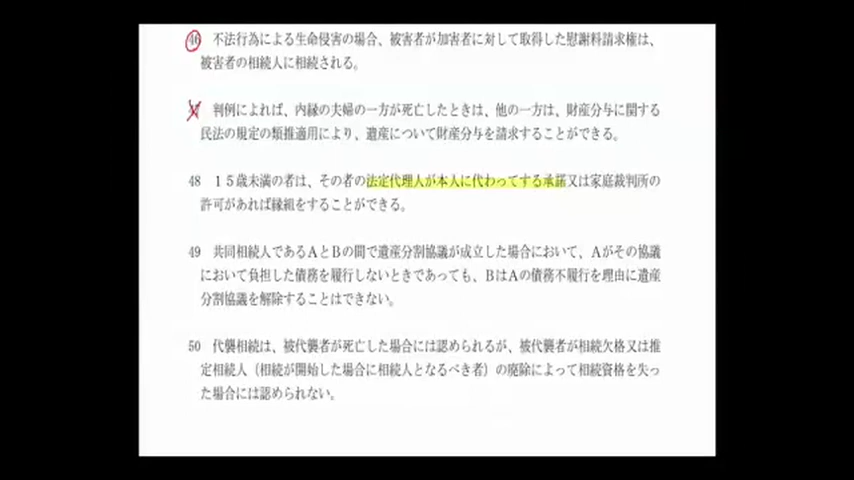 46 不法行為による生命侵害の場合、被害者が加害者に対して取得した慰謝料請求権は、
被害者の相続人に相続される。
判例によれば、内縁の夫婦の一方が死亡したときは、他の一方は、財産分与に関する
民法の規定の類推適用により、遺産について財産分与を請求することができる。
48 15歳未満の者は、その者の法定代理人が本人に代わってする承諾又は家庭裁判所の
許可があれば縁組をすることができる。
49 共同相続人であるAとBの間で遺産分割協議が成立した場合において、Aがその協議
において負担した債務を履行しないときであっても、BはAの債務不履行を理由に遺産
分割協議を解除することはできない。
50 代襲相続は、被代襲者が死亡した場合には認められるが、被代襲者が相続欠格又は推
定相続人（相続が開始した場合に相続人となるべき者）の廃除によって相続資格を失っ
た場合には認められない。